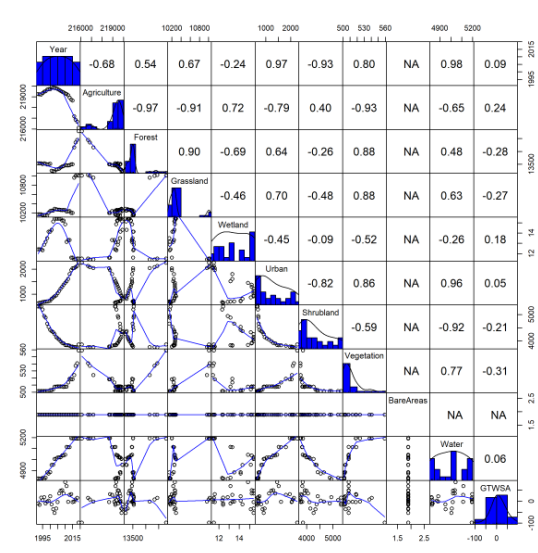 216000 219000 10200 10800 1000 2000 500 530 560 4900 5200
Year -0.68 0.54 0.67 -0.24 0.97 -0.93 0.80 NA 0.98 0.09 1995 2015
216000 219000 Agriculture -0.97 -0.91 0.72 -0.79 0.40 -0.93 NA -0.65 0.24
Forest 0.90 -0.69 0.64 -0.26 0.88 NA 0.48 -0.28 13500
10200 10800 Grassland -0.46 0.70 -0.48 0.88 NA 0.63 -0.27
Wetland -0.45 -0.09 -0.52 NA -0.26 0.18 12 14
1000 2000 Urban -0.82 0.86 NA 0.96 0.05
Shrubland -0.59 NA -0.92 -0.21 4000 5000
500 530 560 Vegetation NA 0.77 -0.31
BareAreas NA NA 1.5 2.5
4900 5200 Water 0.06
GTWSA -100 0
1995 2015 13500 12 14 4000 5000 1.5 2.5 -100 0